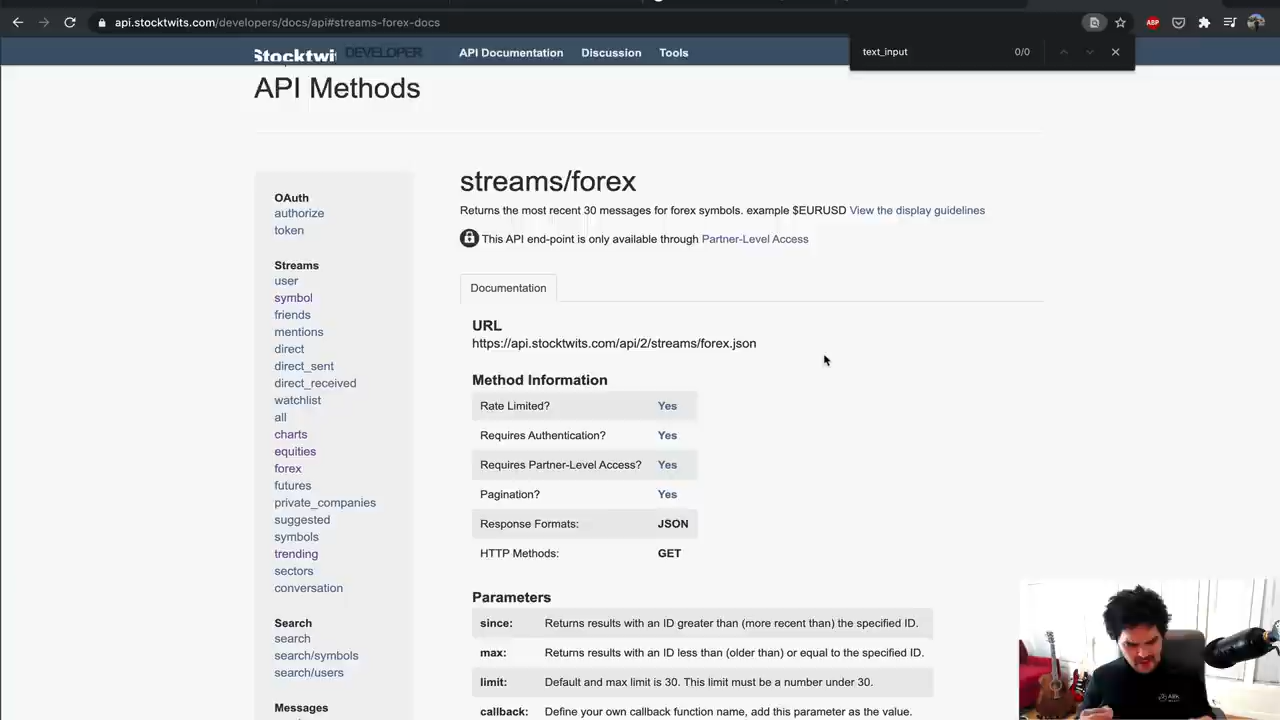 api.stocktwits.com/developers/docs/api#streams-forex-docs
ABP
text_input
0/0
Stocktwi DEVELOPER
API Documentation
Discussion
Tools
API Methods
OAuth
authorize
token
Streams
user
symbol
friends
mentions
direct
direct_sent
direct_received
watchlist
all
charts
equities
forex
futures
private_companies
suggested
symbols
trending
sectors
conversation
Search
search
search/symbols
search/users
Messages
streams/forex
Returns the most recent 30 messages for forex symbols. example $EURUSD View the display guidelines
This API end-point is only available through Partner-Level Access
Documentation
URL
https://api.stocktwits.com/api/2/streams/forex.json
Method Information
Rate Limited? Yes
Requires Authentication? Yes
Requires Partner-Level Access? Yes
Pagination? Yes
Response Formats: JSON
HTTP Methods: GET
Parameters
since: Returns results with an ID greater than (more recent than) the specified ID.
max: Returns results with an ID less than (older than) or equal to the specified ID.
limit: Default and max limit is 30. This limit must be a number under 30.
callback: Define your own callback function name, add this parameter as the value.